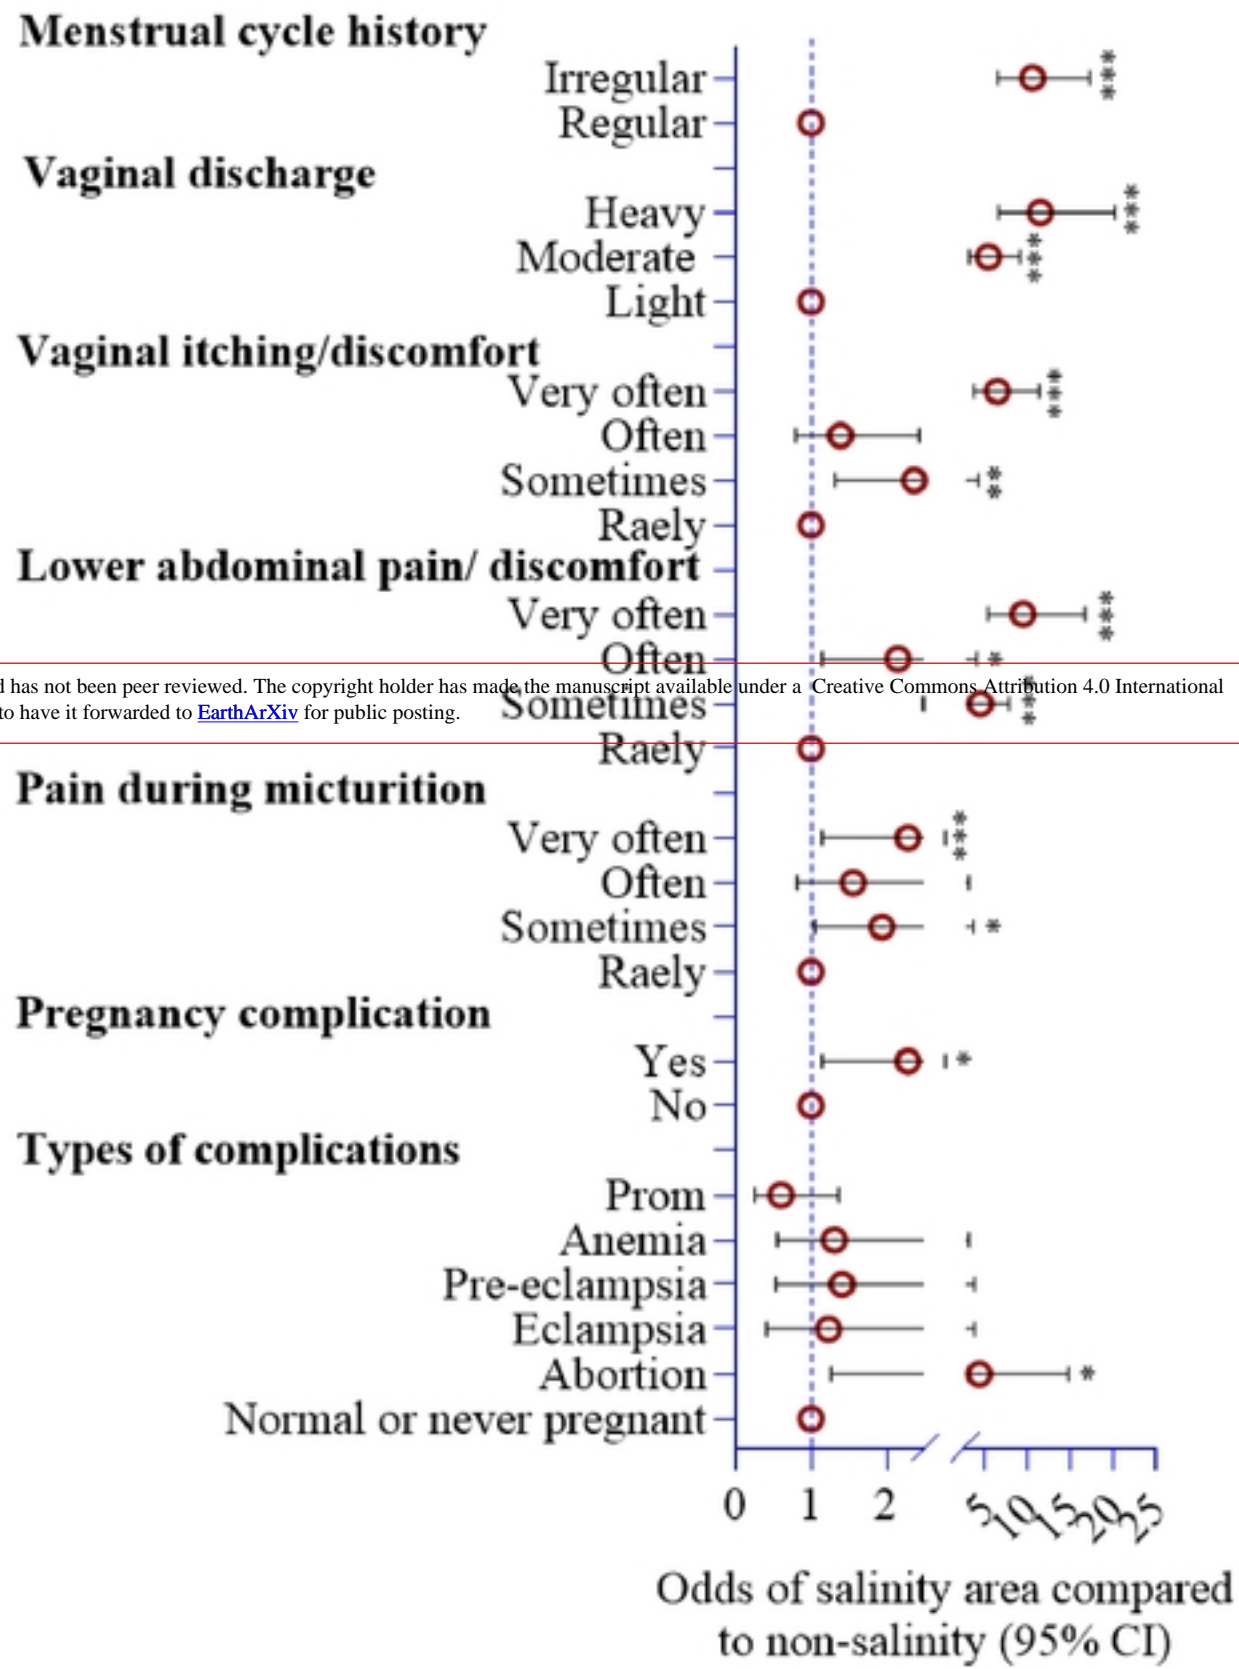 Menstrual cycle history
Irregular
***
Regular
Vaginal discharge
Heavy
***
Moderate
***
Light
Vaginal itching/discomfort
Very often
***
Often
Sometimes
**
Raely
Lower abdominal pain/ discomfort
Very often
***
Often
*
d has not been peer reviewed. The copyright holder has made the manuscript available under a Creative Commons Attribution 4.0 International
Sometimes
***
to have it forwarded to EarthArXiv for public posting.
Raely
Pain during micturition
Very often
***
Often
Sometimes
*
Raely
Pregnancy complication
Yes
*
No
Types of complications
Prom
Anemia
Pre-eclampsia
Eclampsia
Abortion
*
Normal or never pregnant
0 1 2 5 10 15 20 25
Odds of salinity area compared
to non-salinity (95% CI)